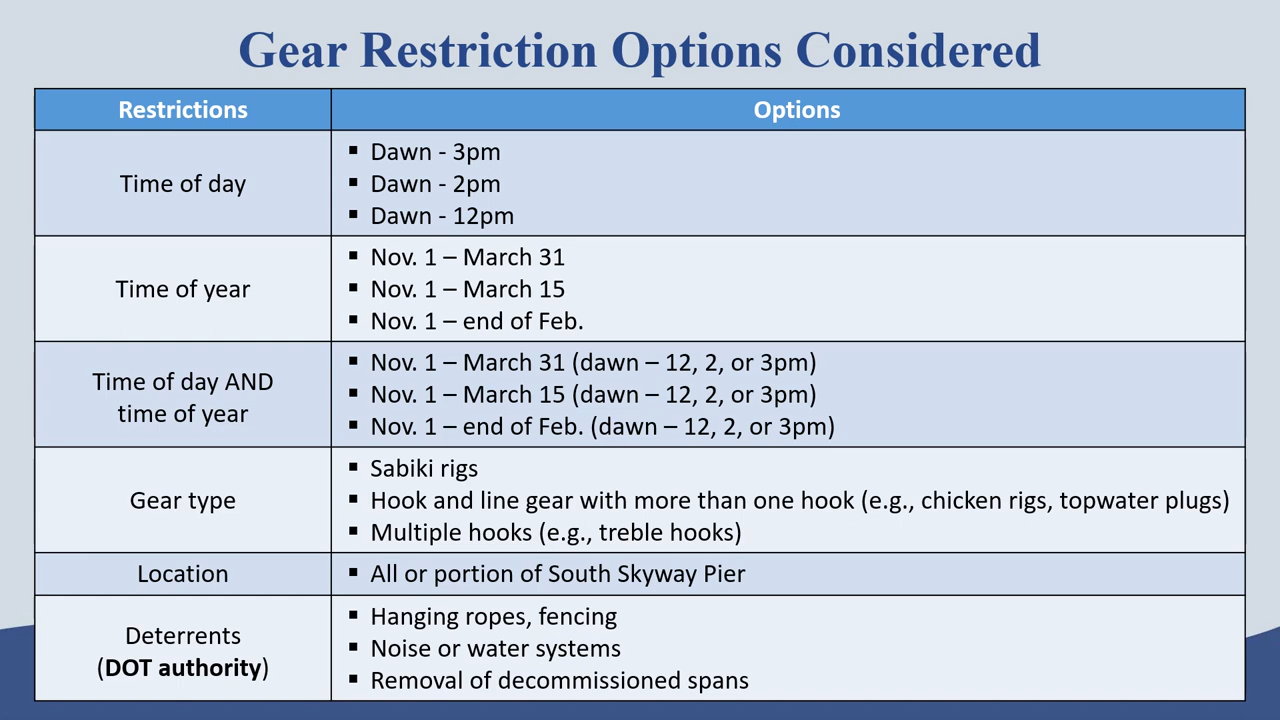 Gear Restriction Options Considered
Restrictions
Options
Time of day
▪ Dawn - 3pm
▪ Dawn - 2pm
▪ Dawn - 12pm
Time of year
▪ Nov. 1 – March 31
▪ Nov. 1 – March 15
▪ Nov. 1 – end of Feb.
Time of day AND
time of year
▪ Nov. 1 – March 31 (dawn – 12, 2, or 3pm)
▪ Nov. 1 – March 15 (dawn – 12, 2, or 3pm)
▪ Nov. 1 – end of Feb. (dawn – 12, 2, or 3pm)
Gear type
▪ Sabiki rigs
▪ Hook and line gear with more than one hook (e.g., chicken rigs, topwater plugs)
▪ Multiple hooks (e.g., treble hooks)
Location
▪ All or portion of South Skyway Pier
Deterrents
(DOT authority)
▪ Hanging ropes, fencing
▪ Noise or water systems
▪ Removal of decommissioned spans